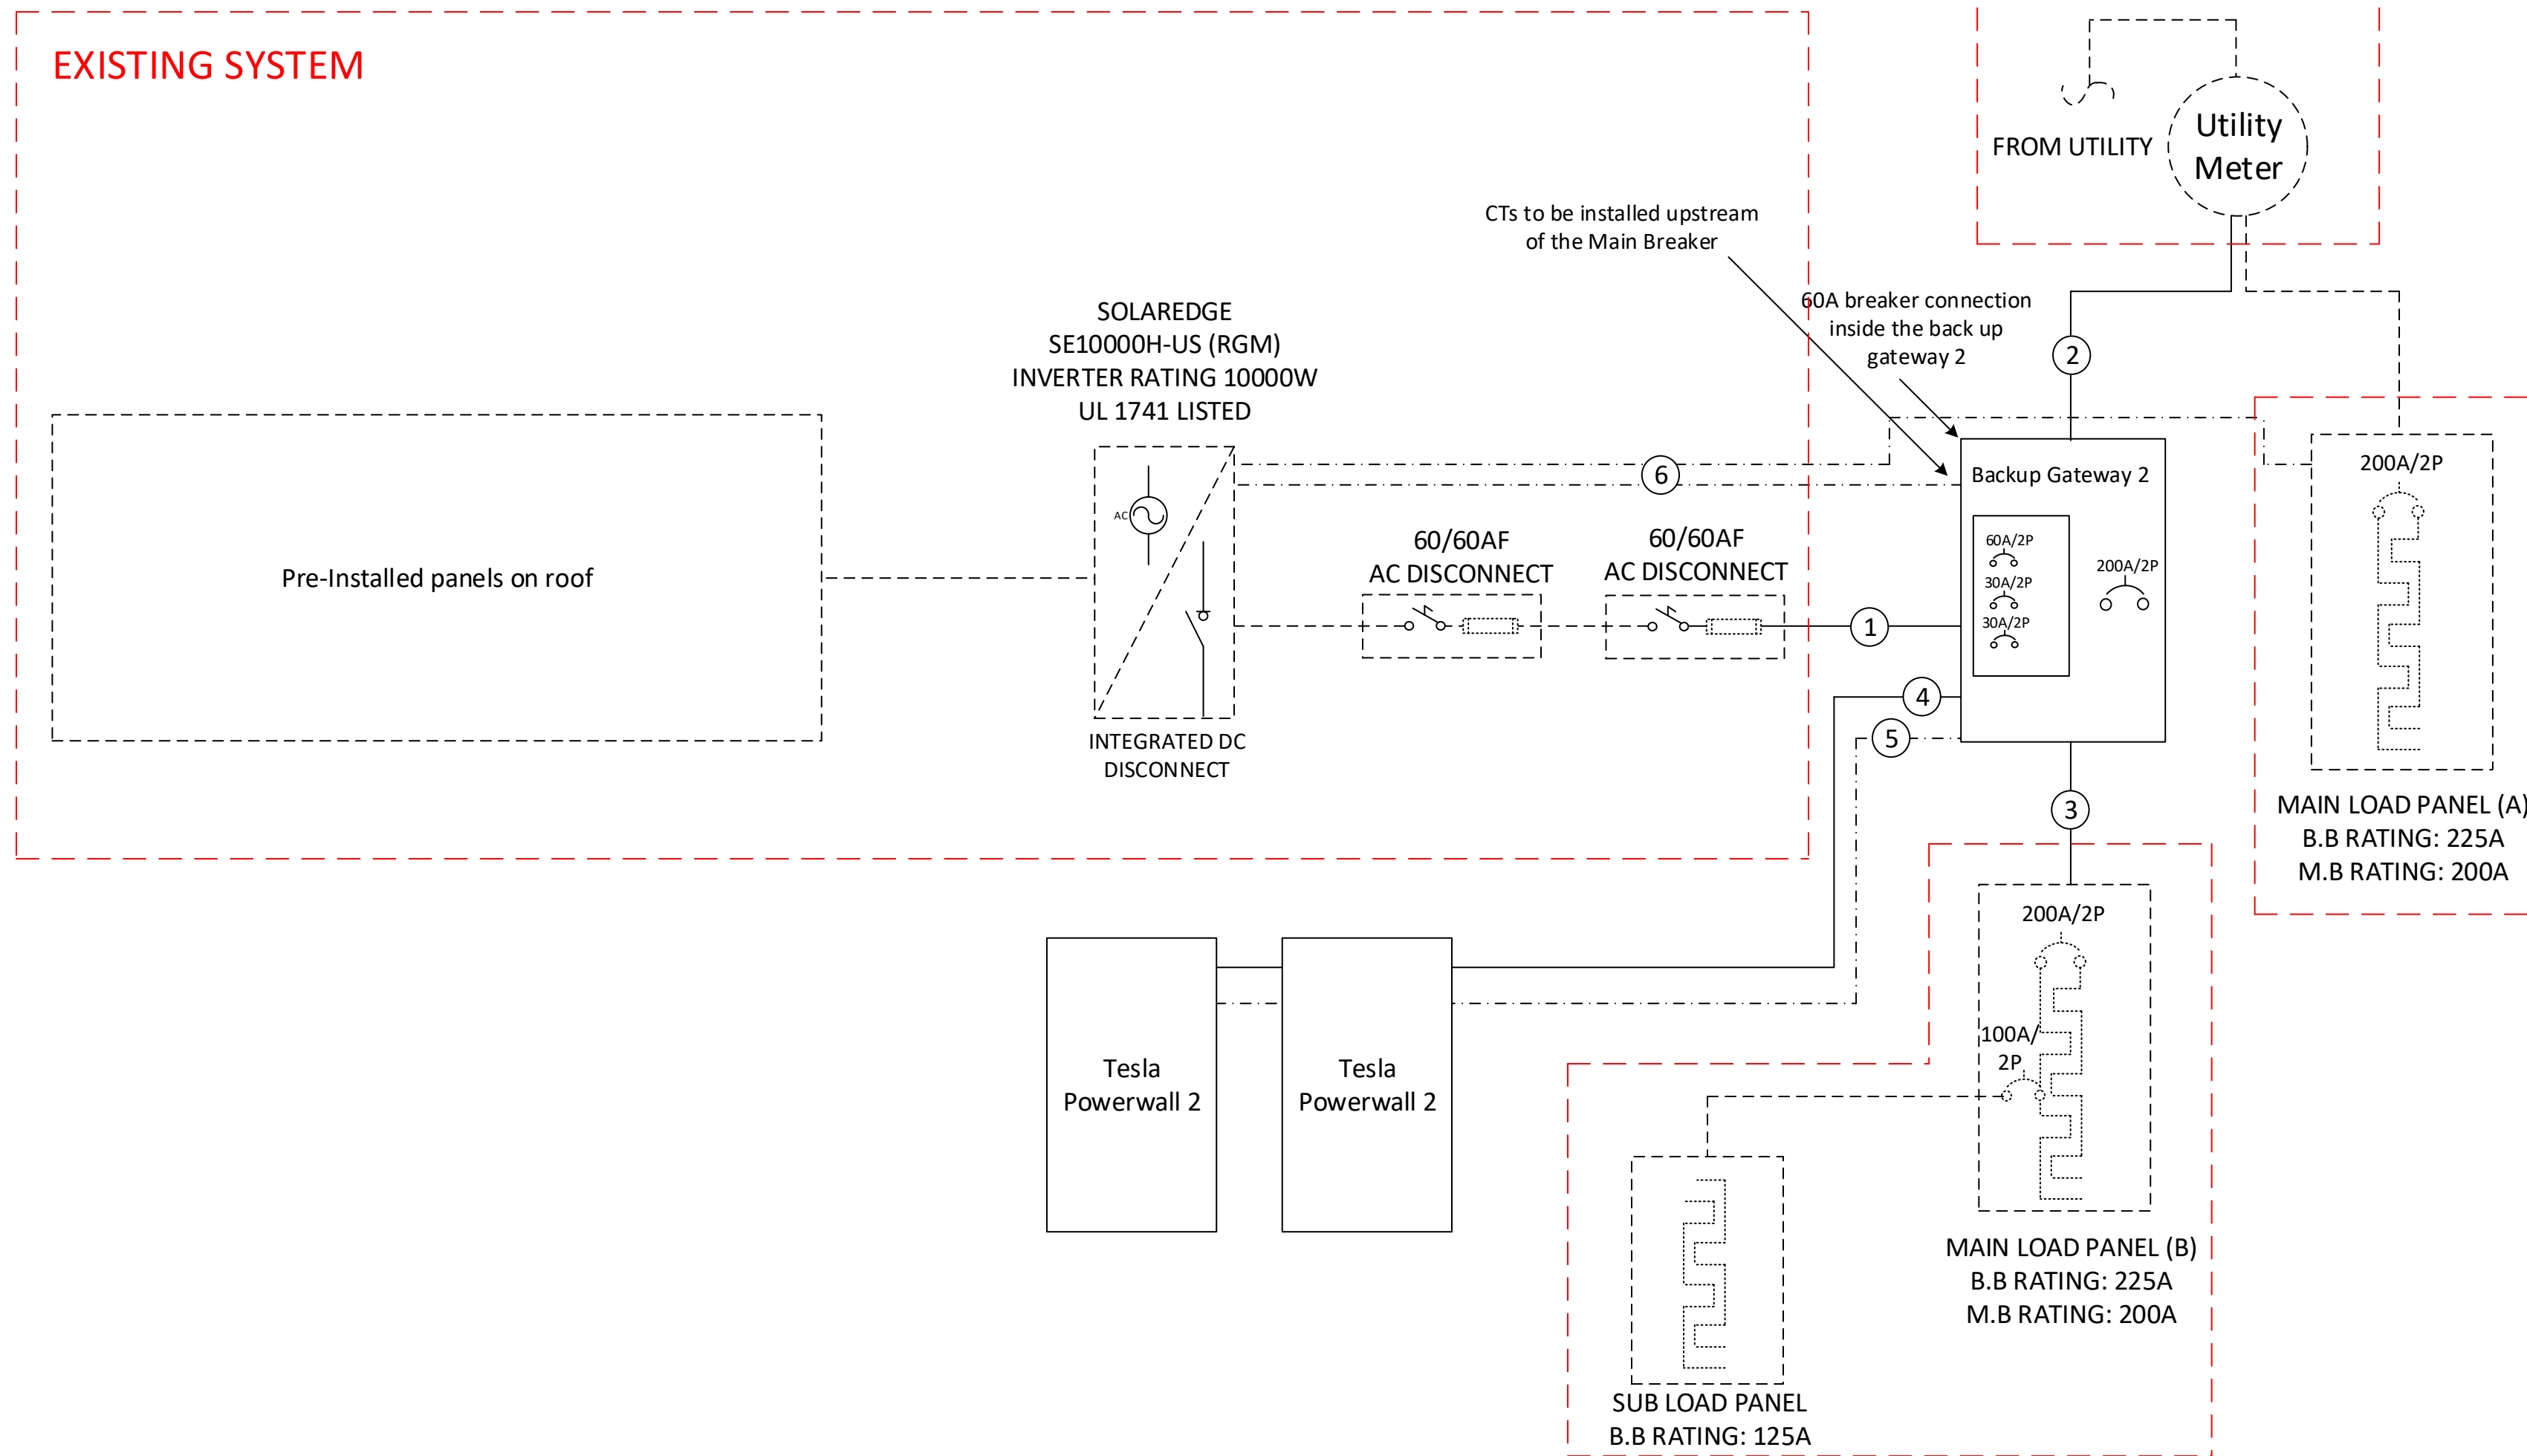 EXISTING SYSTEM
FROM UTILITY
Utility
Meter
CTs to be installed upstream
of the Main Breaker
60A breaker connection
inside the back up
gateway 2
SOLAREDGE
SE10000H-US (RGM)
INVERTER RATING 10000W
UL 1741 LISTED
2
6
Backup Gateway 2
200A/2P
AC
60/60AF
AC DISCONNECT
60/60AF
AC DISCONNECT
60A/2P
30A/2P
30A/2P
200A/2P
Pre-Installed panels on roof
1
4
5
INTEGRATED DC
DISCONNECT
3
MAIN LOAD PANEL (A)
B.B RATING: 225A
M.B RATING: 200A
200A/2P
100A/
2P
Tesla
Powerwall 2
Tesla
Powerwall 2
MAIN LOAD PANEL (B)
B.B RATING: 225A
M.B RATING: 200A
SUB LOAD PANEL
B.B RATING: 125A